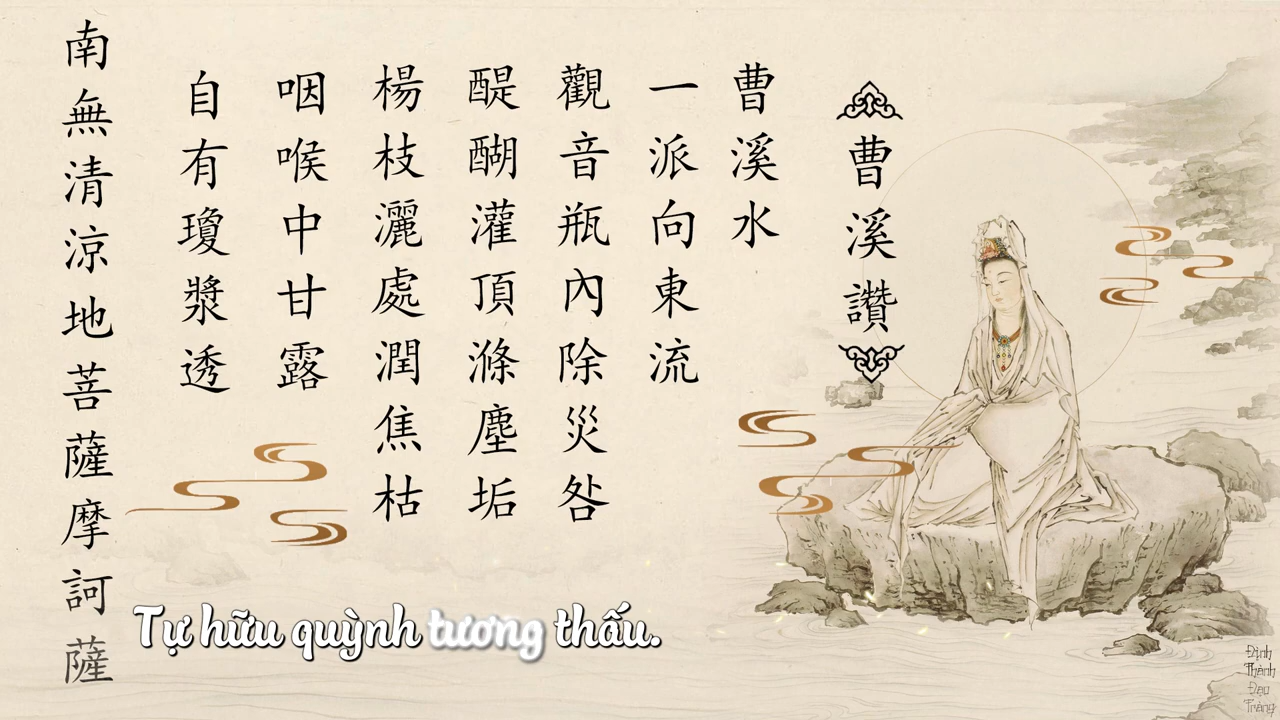 曹溪讚
曹溪水
一派向東流
觀音瓶內除災咎
醍醐灌頂滌塵垢
楊枝灑處潤焦枯
咽喉中甘露
自有瓊漿透
南無清涼地菩薩摩訶薩
Tự hữu quỳnh tương thấu.
Định
Thành
Đạo
Tràng